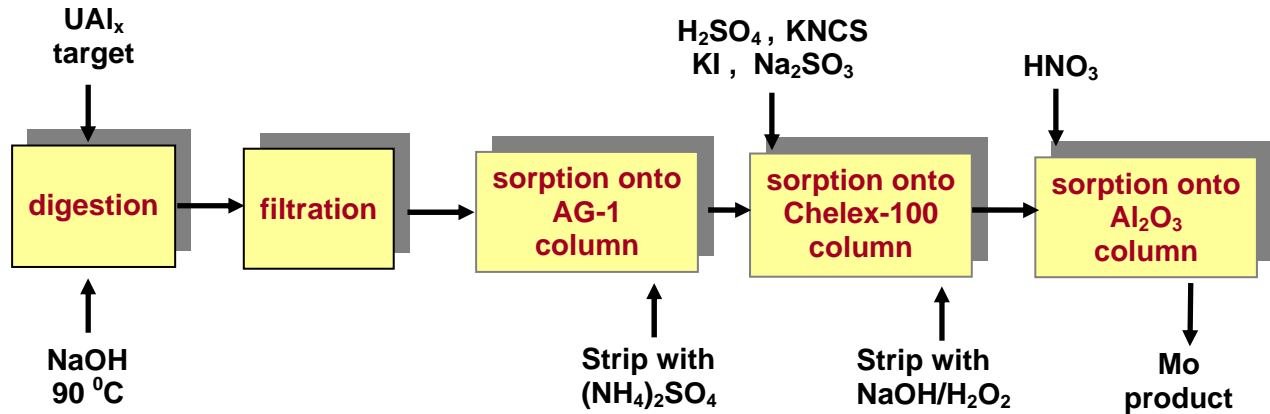 UAlₓ
target
H₂SO₄ , KNCS
KI , Na₂SO₃
HNO₃
digestion
filtration
sorption onto
AG-1
column
sorption onto
Chelex-100
column
sorption onto
Al₂O₃
column
NaOH
90 ⁰C
Strip with
(NH₄)₂SO₄
Strip with
NaOH/H₂O₂
Mo
product